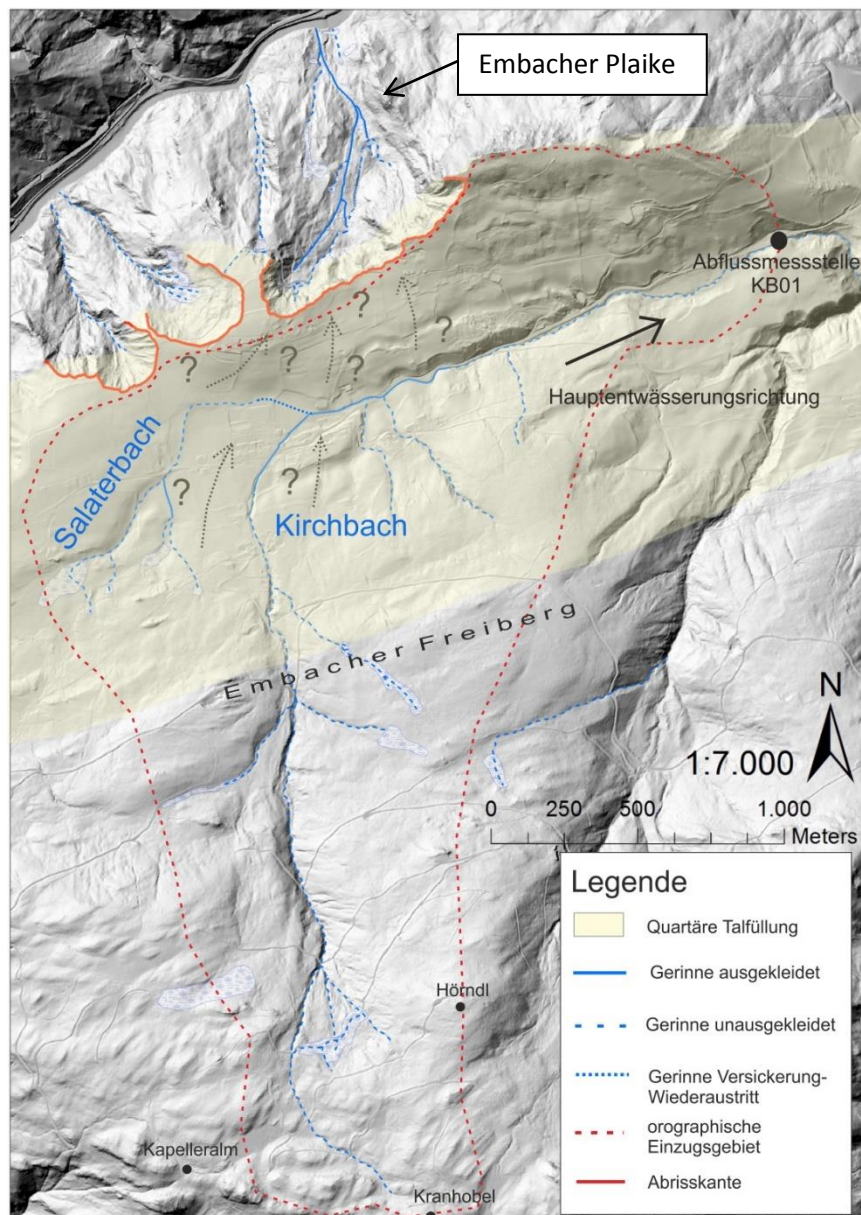 Embacher Plaike
Abflussmessstelle
KB01
?
?
?
?
?
Hauptentwässerungsrichtung
Salaterbach
?
?
Kirchbach
Embacher Freiberg
N
1:7.000
0 250 500 1.000
Meters
Legende
Quartäre Talfüllung
Gerinne ausgekleidet
Gerinne unausgekleidet
Gerinne Versickerung-
Wiederaustritt
orographische
Einzugsgebiet
Abrisskante
Hörndl
Kapelleralm
Kranhobel